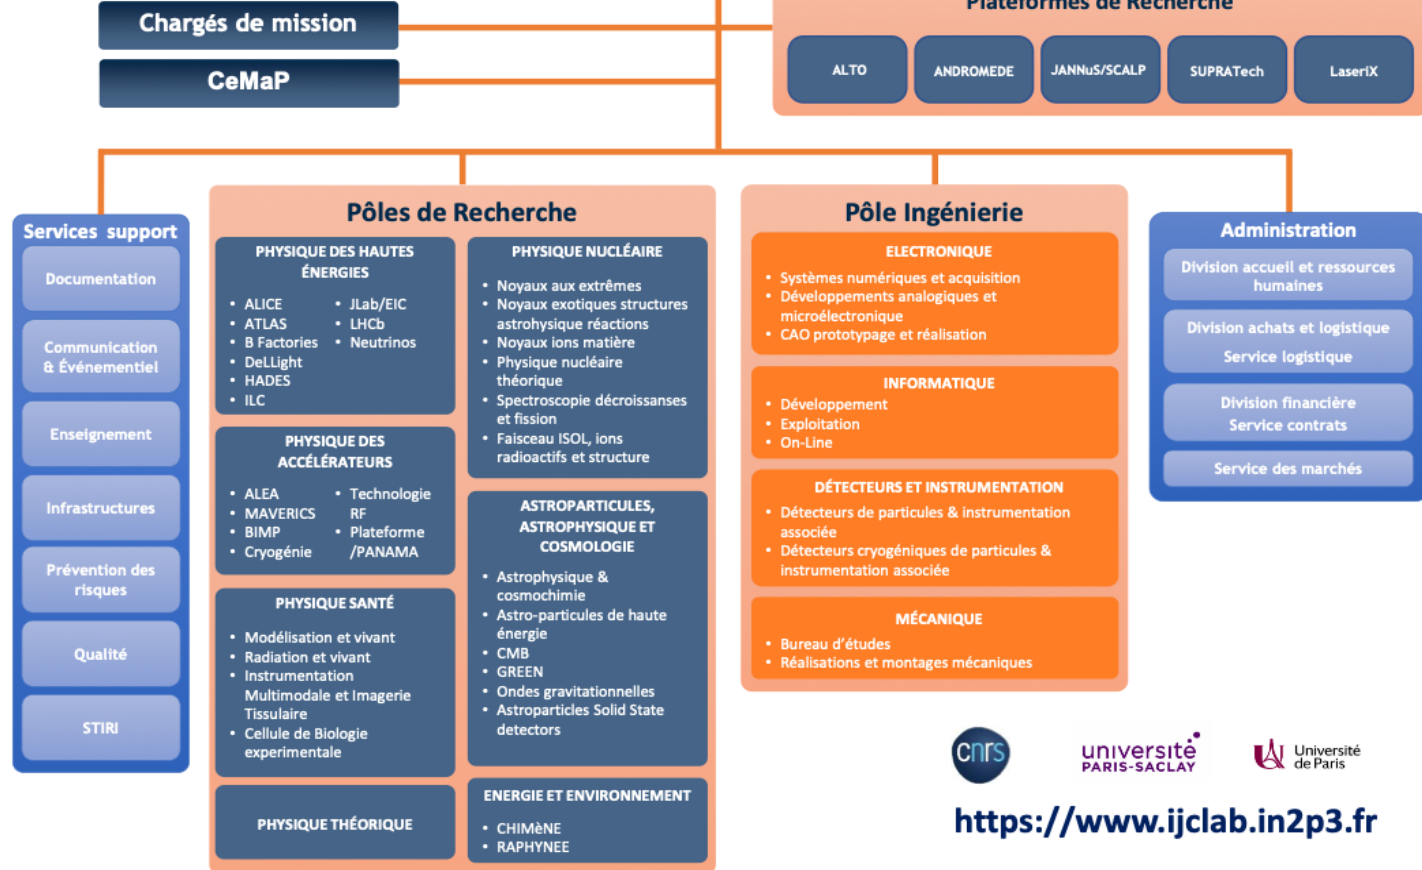 Plateformes de Recherche
Chargés de mission
CeMaP
ALTO
ANDROMEDE
JANNuS/SCALP
SUPRATech
LaseriX
Services support
Documentation
Communication
& Événementiel
Enseignement
Infrastructures
Prévention des
risques
Qualité
STIRI
Pôles de Recherche
PHYSIQUE DES HAUTES
ÉNERGIES
• ALICE
• ATLAS
• B Factories
• DeLLight
• HADES
• ILC
• JLab/EIC
• LHCb
• Neutrinos
PHYSIQUE DES
ACCÉLÉRATEURS
• ALEA
• MAVERICS
• BIMP
• Cryogénie
• Technologie
RF
• Plateforme
/PANAMA
PHYSIQUE SANTÉ
• Modélisation et vivant
• Radiation et vivant
• Instrumentation
Multimodale et Imagerie
Tissulaire
• Cellule de Biologie
experimentale
PHYSIQUE THÉORIQUE
PHYSIQUE NUCLÉAIRE
• Noyaux aux extrêmes
• Noyaux exotiques structures
astrohysique réactions
• Noyaux ions matière
• Physique nucléaire
théorique
• Spectroscopie décroissanses
et fission
• Faisceau ISOL, ions
radioactifs et structure
ASTROPARTICULES,
ASTROPHYSIQUE ET
COSMOLOGIE
• Astrophysique &
cosmochimie
• Astro-particules de haute
énergie
• CMB
• GREEN
• Ondes gravitationnelles
• Astroparticles Solid State
detectors
ENERGIE ET ENVIRONNEMENT
• CHIMèNE
• RAPHYNEE
Pôle Ingénierie
ELECTRONIQUE
• Systèmes numériques et acquisition
• Développements analogiques et
microélectronique
• CAO prototypage et réalisation
INFORMATIQUE
• Développement
• Exploitation
• On-Line
DÉTECTEURS ET INSTRUMENTATION
• Détecteurs de particules & instrumentation
associée
• Détecteurs cryogéniques de particules &
instrumentation associée
MÉCANIQUE
• Bureau d'études
• Réalisations et montages mécaniques
Administration
Division accueil et ressources
humaines
Division achats et logistique
Service logistique
Division financière
Service contrats
Service des marchés
cnrs
université
PARIS-SACLAY
Université
de Paris
https://www.ijclab.in2p3.fr